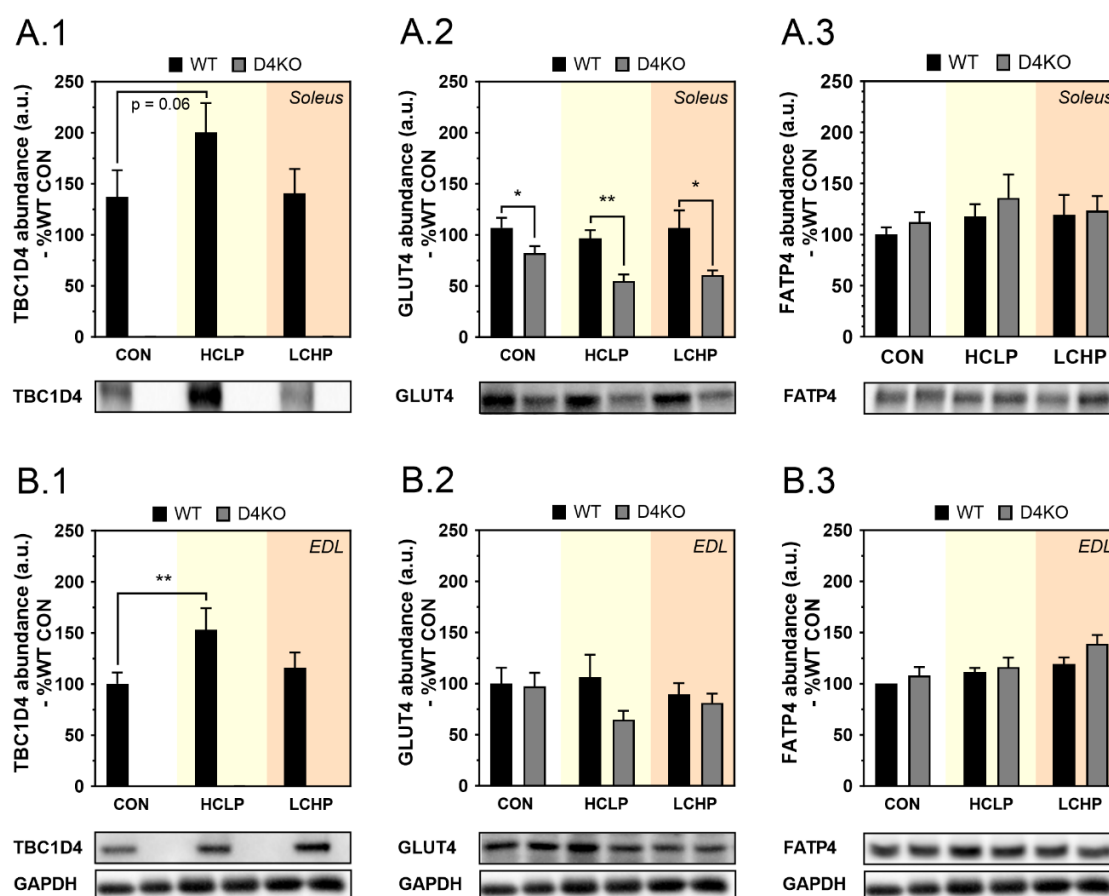 A.1
WT D4KO
Soleus
p = 0.06
TBC1D4 abundance (a.u.)
- %WT CON
250
200
150
100
50
0
CON HCLP LCHP
TBC1D4
A.2
WT D4KO
Soleus
* ** *
GLUT4 abundance (a.u.)
- %WT CON
250
200
150
100
50
0
CON HCLP LCHP
GLUT4
A.3
WT D4KO
Soleus
FATP4 abundance (a.u.)
- %WT CON
250
200
150
100
50
0
CON HCLP LCHP
FATP4
B.1
WT D4KO
EDL
**
TBC1D4 abundance (a.u.)
- %WT CON
250
200
150
100
50
0
CON HCLP LCHP
TBC1D4
GAPDH
B.2
WT D4KO
EDL
GLUT4 abundance (a.u.)
- %WT CON
250
200
150
100
50
0
CON HCLP LCHP
GLUT4
GAPDH
B.3
WT D4KO
EDL
FATP4 abundance (a.u.)
- %WT CON
250
200
150
100
50
0
CON HCLP LCHP
FATP4
GAPDH